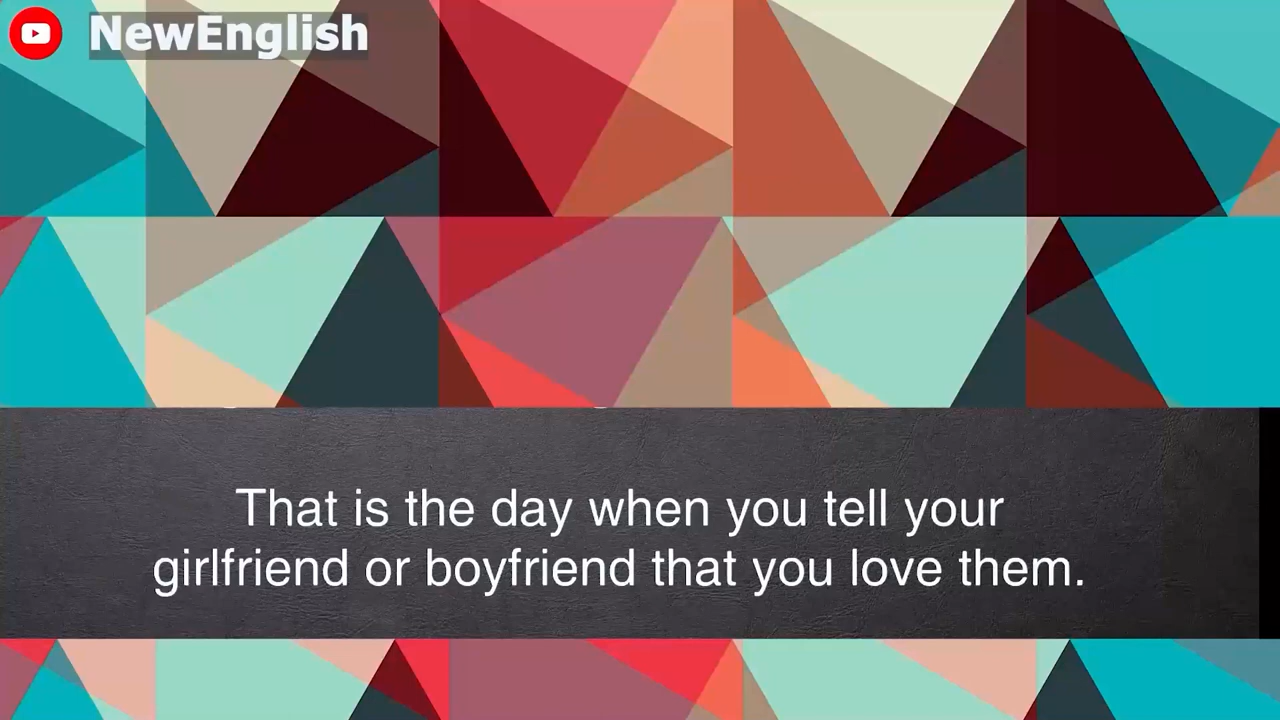 NewEnglish
That is the day when you tell your
girlfriend or boyfriend that you love them.